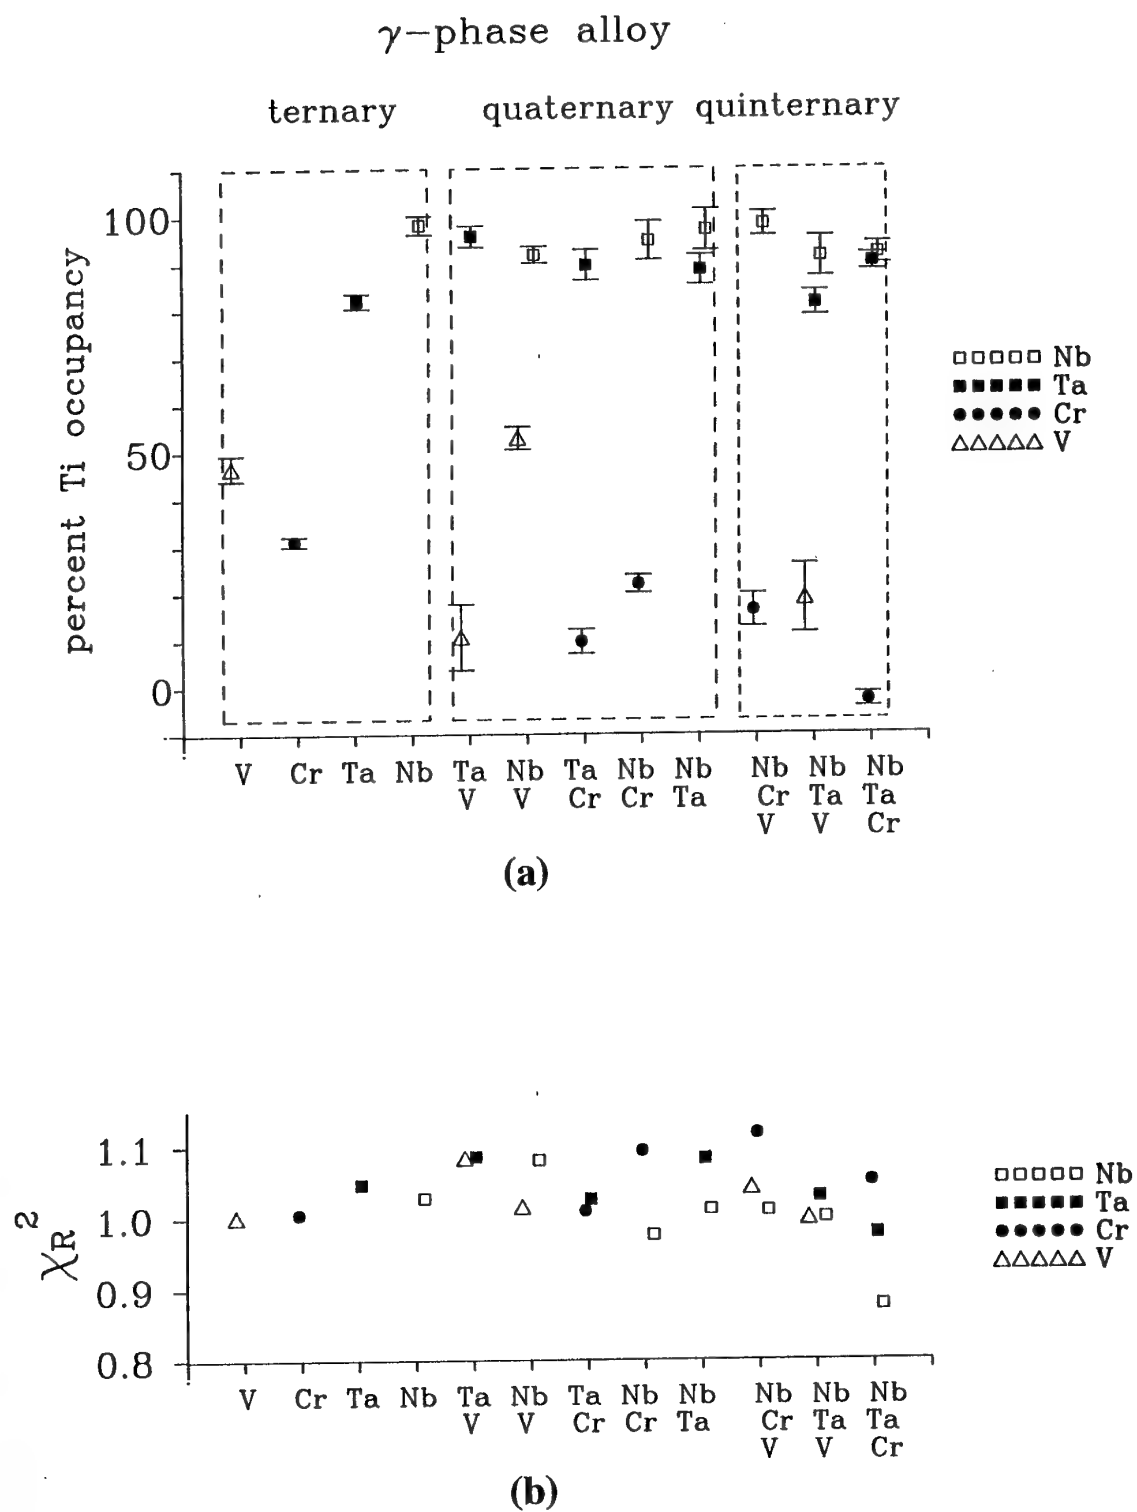 γ-phase alloy
ternary quaternary quinternary
100
50
0
percent Ti occupancy
□□□□□ Nb
■■■■■ Ta
●●●●● Cr
△△△△△ V
V Cr Ta Nb Ta Nb Ta Nb Nb Nb Nb Nb
V V Cr Cr Ta Cr Ta Ta
V V Cr
(a)
1.1
1.0
0.9
0.8
χR²
□□□□□ Nb
■■■■■ Ta
●●●●● Cr
△△△△△ V
V Cr Ta Nb Ta Nb Ta Nb Nb Nb Nb Nb
V V Cr Cr Ta Cr Ta Ta
V V Cr
(b)